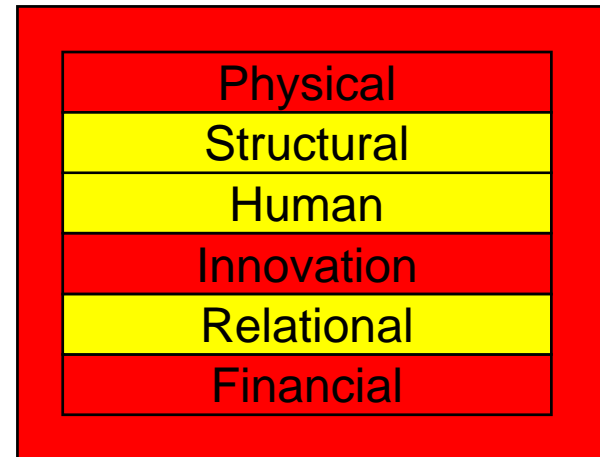 Physical
Structural
Human
Innovation
Relational
Financial